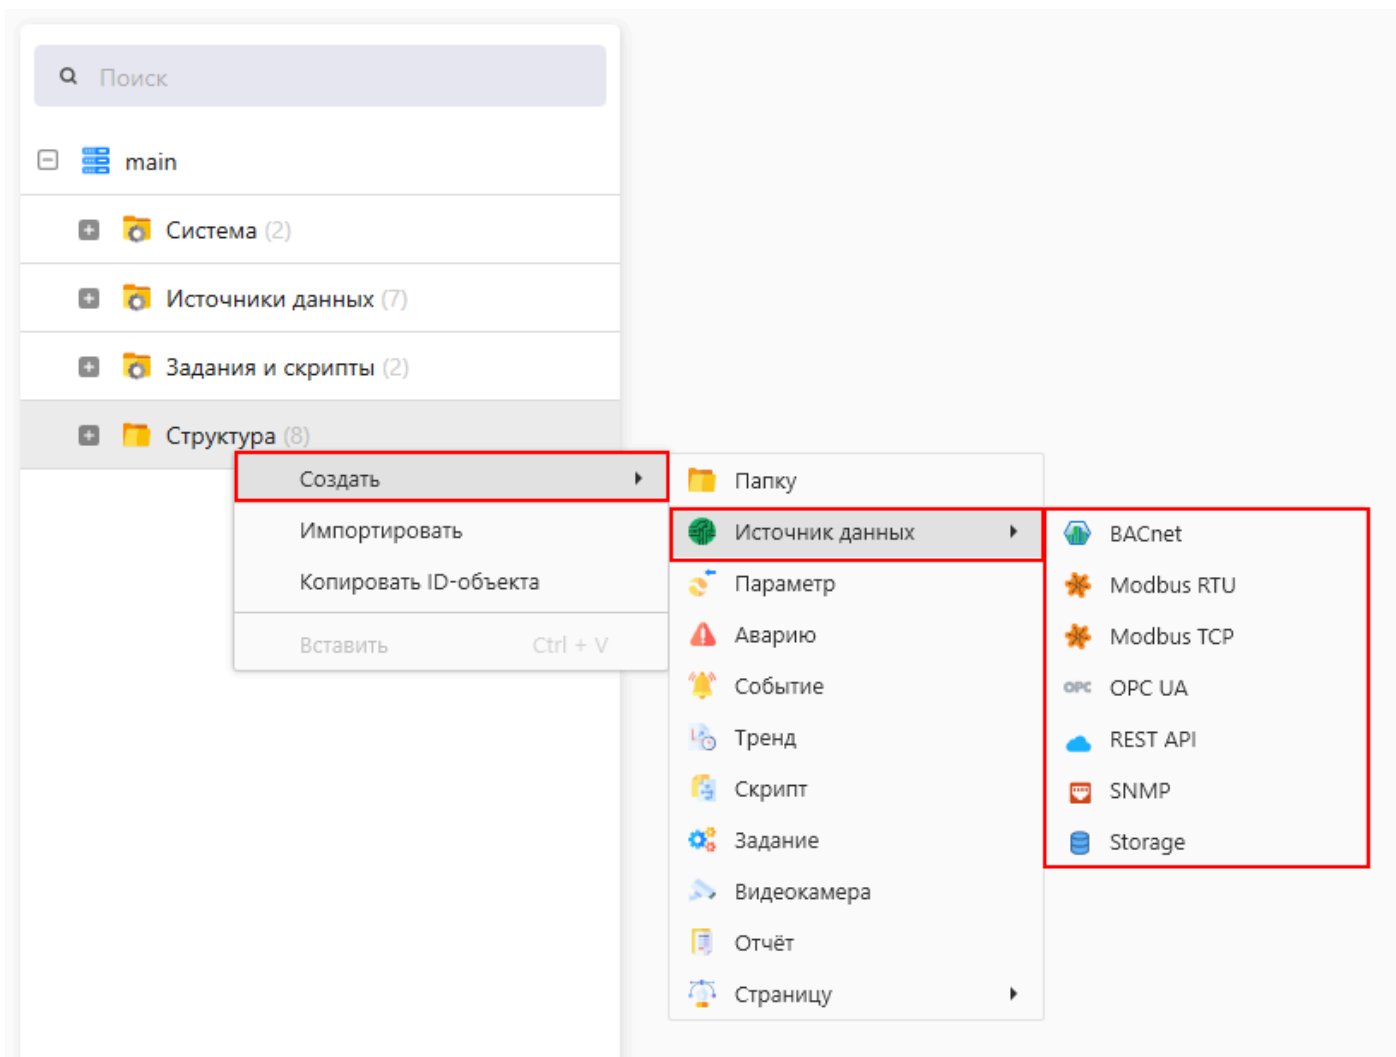 Поиск
main
Система (2)
Источники данных (7)
Задания и скрипты (2)
Структура (8)
Создать
Импортировать
Копировать ID-объекта
Вставить Ctrl + V
Папку
Источник данных
Параметр
Аварию
Событие
Тренд
Скрипт
Задание
Видеокамера
Отчёт
Страницу
BACnet
Modbus RTU
Modbus TCP
OPC OPC UA
REST API
SNMP
Storage